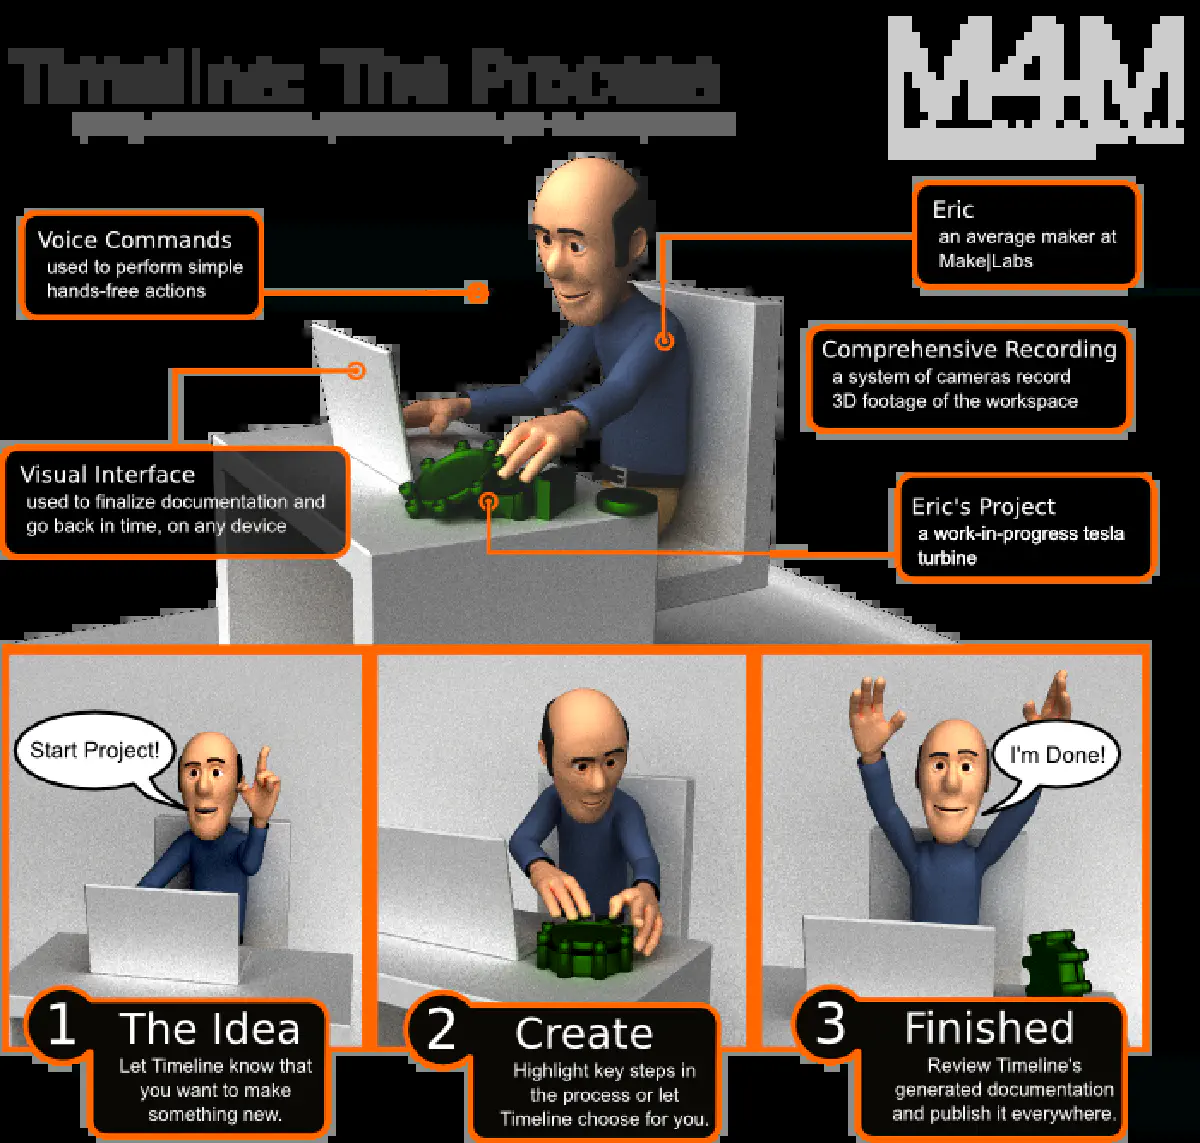 Timeline: The Process
M4M
Voice Commands
used to perform simple
hands-free actions
Eric
an average maker at
Make|Labs
Comprehensive Recording
a system of cameras record
3D footage of the workspace
Visual Interface
used to finalize documentation and
go back in time, on any device
Eric's Project
a work-in-progress tesla
turbine
Start Project!
I'm Done!
1
The Idea
Let Timeline know that
you want to make
something new.
2
Create
Highlight key steps in
the process or let
Timeline choose for you.
3
Finished
Review Timeline's
generated documentation
and publish it everywhere.